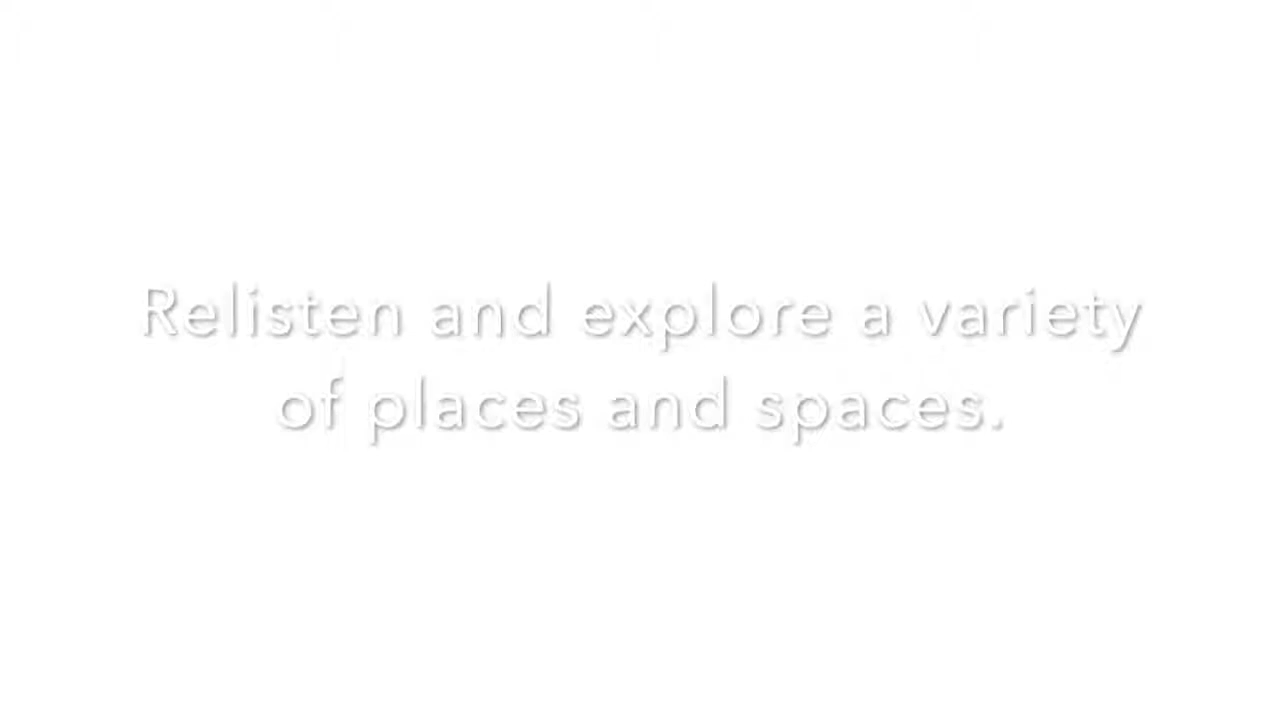 Relisten and explore a variety
of places and spaces.